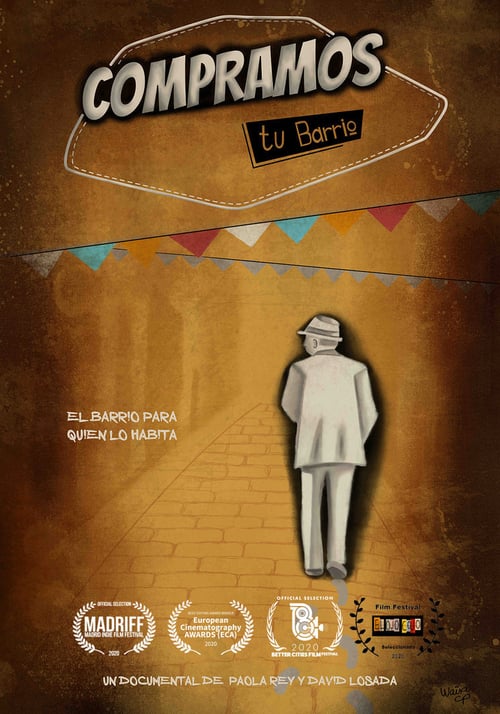 COMPRAMOS
tu Barrio
EL BARRIO PARA
QUIEN LO HABITA
OFFICIAL SELECTION
MADRIFF
MADRID INDIE FILM FESTIVAL
2020
European
Cinematography
AWARDS (ECA)
2020
OFFICIAL SELECTION
2020
BETTER CITIES FILM FESTIVAL
Film Festival
Seleccionado
2020
UN DOCUMENTAL DE PAOLA REY Y DAVID LOSADA